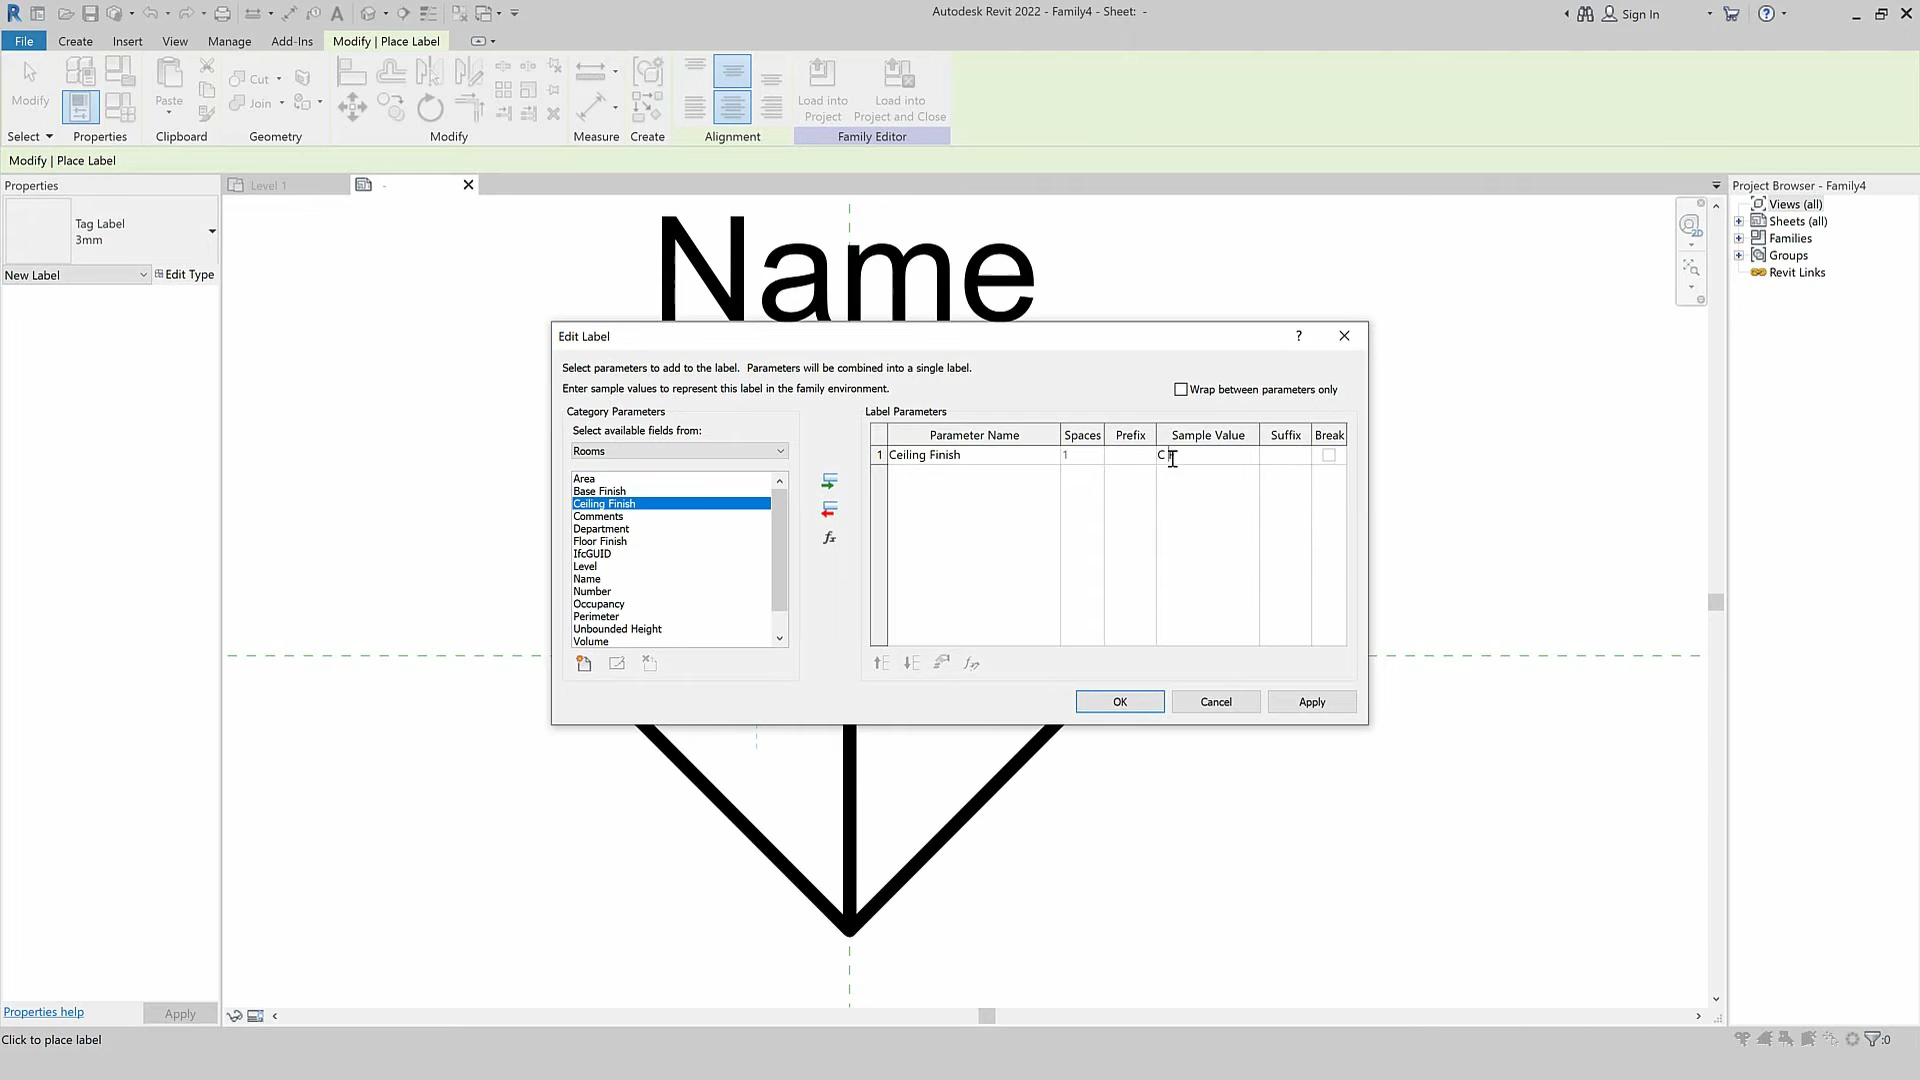 Autodesk Revit 2022 - Family4 - Sheet: -
Sign In
File Create Insert View Manage Add-Ins Modify | Place Label
Modify
Paste
Cut
Join
Load into Project
Load into Project and Close
Select Properties Clipboard Geometry Modify Measure Create Alignment Family Editor
Modify | Place Label
Properties
Level 1
-
Project Browser - Family4
Tag Label
3mm
New Label
Edit Type
Views (all)
Sheets (all)
Families
Groups
Revit Links
2D
Name
Edit Label
?
Select parameters to add to the label. Parameters will be combined into a single label.
Enter sample values to represent this label in the family environment.
Wrap between parameters only
Category Parameters
Select available fields from:
Rooms
Area
Base Finish
Ceiling Finish
Comments
Department
Floor Finish
IfcGUID
Level
Name
Number
Occupancy
Perimeter
Unbounded Height
Volume
fx
Label Parameters
Parameter Name Spaces Prefix Sample Value Suffix Break
1 Ceiling Finish 1 C
OK
Cancel
Apply
Properties help
Apply
Click to place label
:0